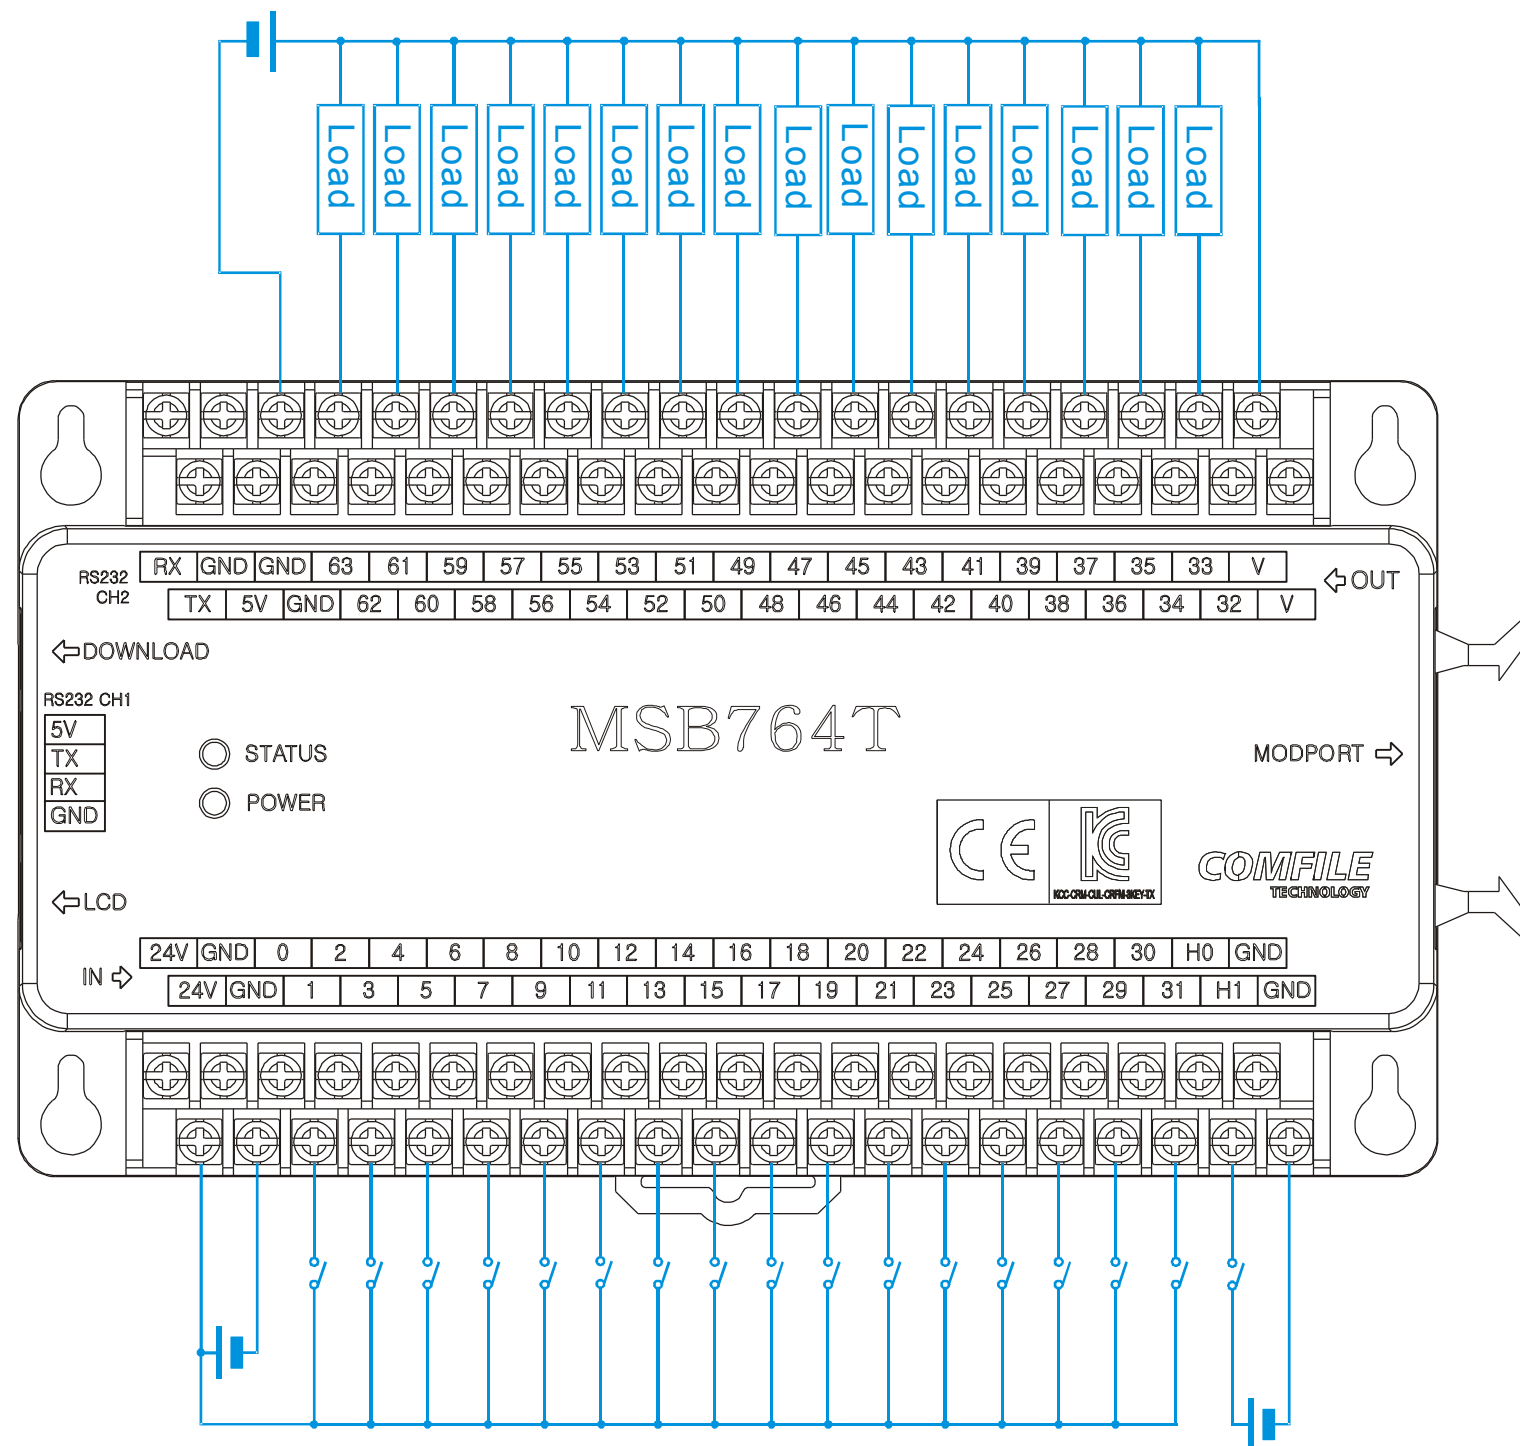 Load Load Load Load Load Load Load Load Load Load Load Load Load Load Load Load
RS232 CH2
RX GND GND 63 61 59 57 55 53 51 49 47 45 43 41 39 37 35 33 V
TX 5V GND 62 60 58 56 54 52 50 48 46 44 42 40 38 36 34 32 V
OUT
DOWNLOAD
RS232 CH1
5V
TX
RX
GND
MSB764T
STATUS
POWER
MODPORT
CE
KC
COMFILE
TECHNOLOGY
LCD
IN
24V GND 0 2 4 6 8 10 12 14 16 18 20 22 24 26 28 30 H0 GND
24V GND 1 3 5 7 9 11 13 15 17 19 21 23 25 27 29 31 H1 GND